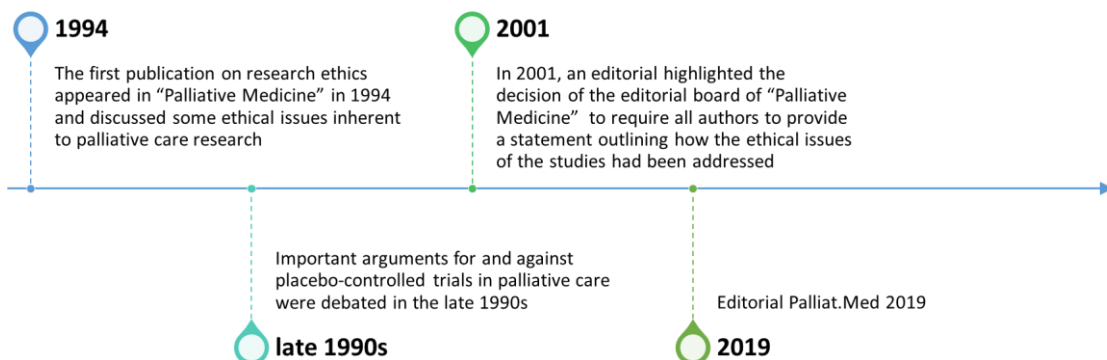 1994
The first publication on research ethics
appeared in “Palliative Medicine” in 1994
and discussed some ethical issues inherent
to palliative care research
2001
In 2001, an editorial highlighted the
decision of the editorial board of “Palliative
Medicine”  to require all authors to provide
a statement outlining how the ethical issues
of the studies had been addressed
Important arguments for and against
placebo-controlled trials in palliative care
were debated in the late 1990s
late 1990s
Editorial Palliat.Med 2019
2019